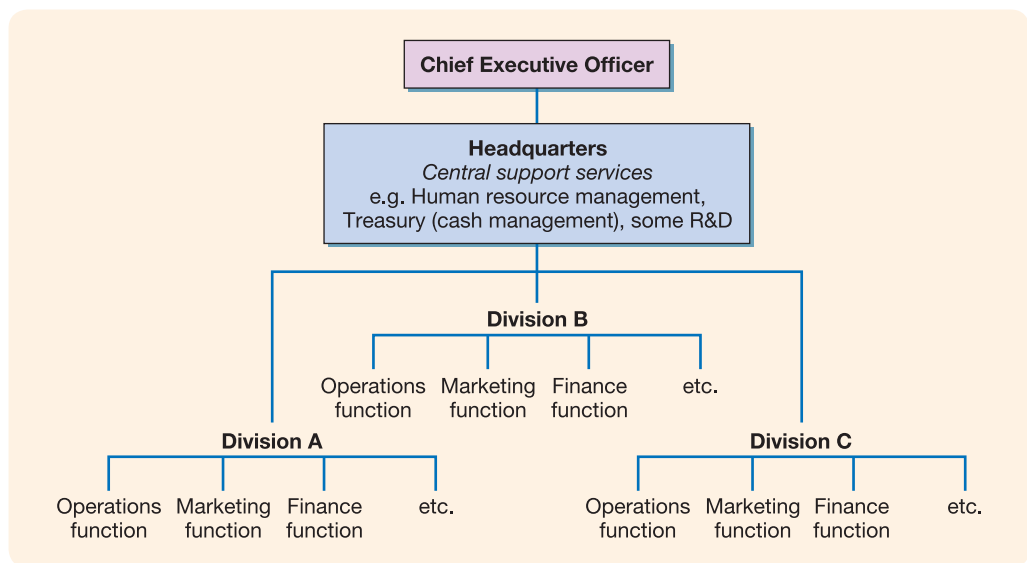 Chief Executive Officer
Headquarters
Central support services
e.g. Human resource management,
Treasury (cash management), some R&D
Division B
Operations function
Marketing function
Finance function
etc.
Division A
Operations function
Marketing function
Finance function
etc.
Division C
Operations function
Marketing function
Finance function
etc.